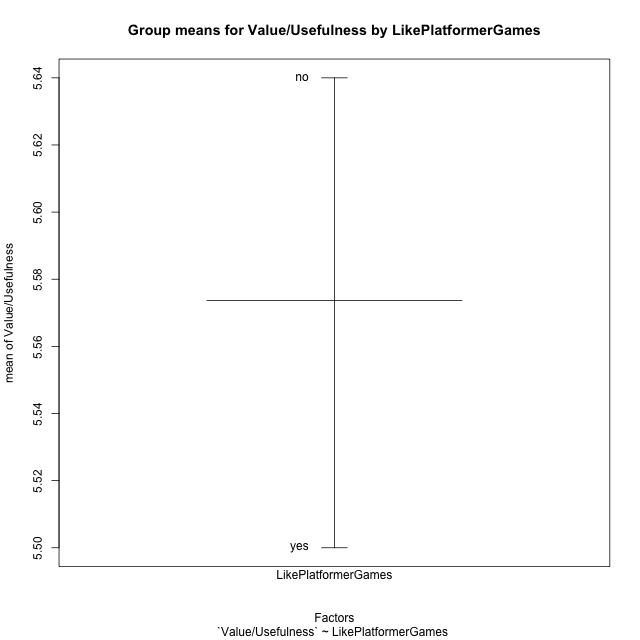 Group means for Value/Usefulness by LikePlatformerGames
mean of Value/Usefulness
5.64
5.62
5.60
5.58
5.56
5.54
5.52
5.50
no
yes
LikePlatformerGames
Factors
`Value/Usefulness` ~ LikePlatformerGames